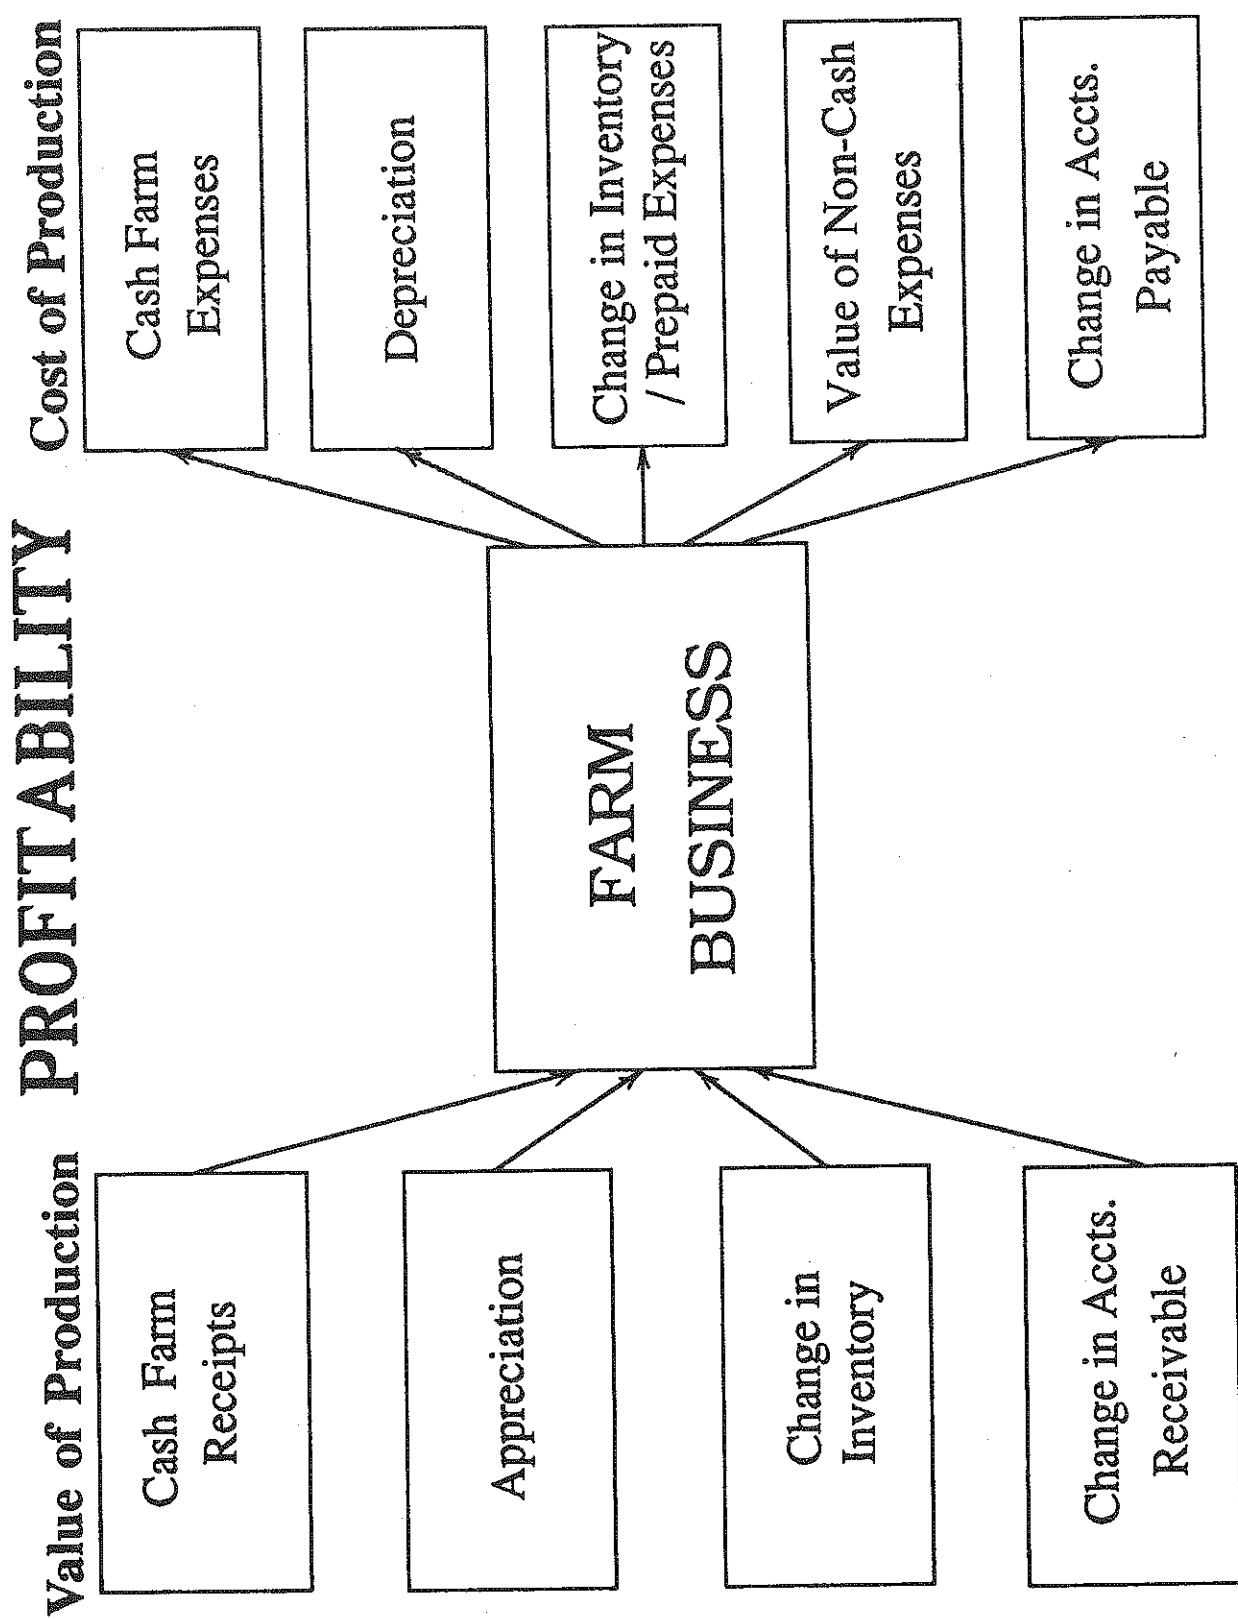 PROFITABILITY
Value of Production
Cost of Production
Cash Farm
Receipts
Appreciation
Change in
Inventory
Change in Accts.
Receivable
FARM
BUSINESS
Cash Farm
Expenses
Depreciation
Change in Inventory
/ Prepaid Expenses
Value of Non-Cash
Expenses
Change in Accts.
Payable